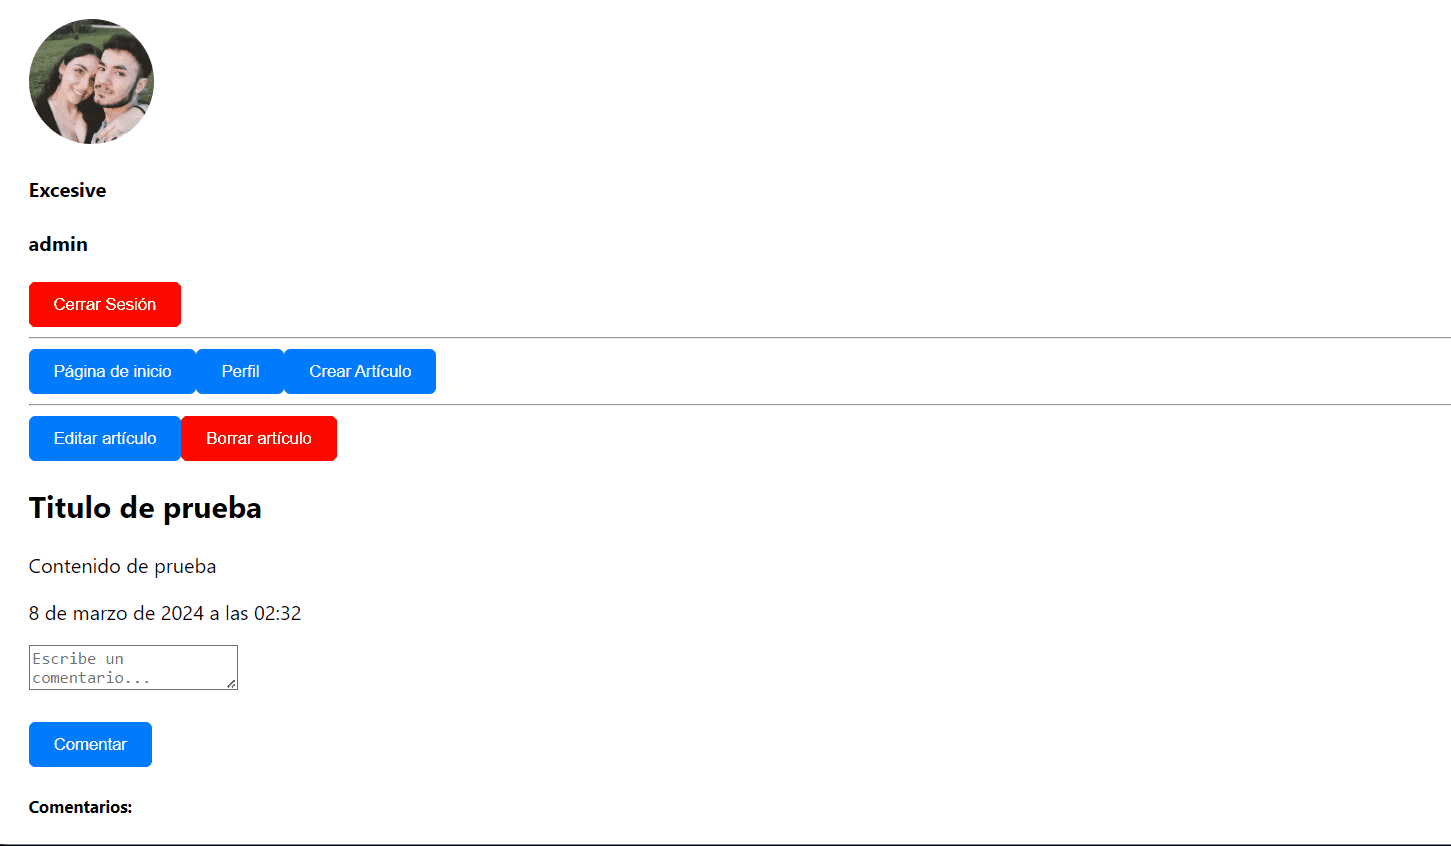 Excesive
admin
Cerrar Sesión
Página de inicio Perfil Crear Artículo
Editar artículo Borrar artículo
Titulo de prueba
Contenido de prueba
8 de marzo de 2024 a las 02:32
Escribe un
comentario...
Comentar
Comentarios: